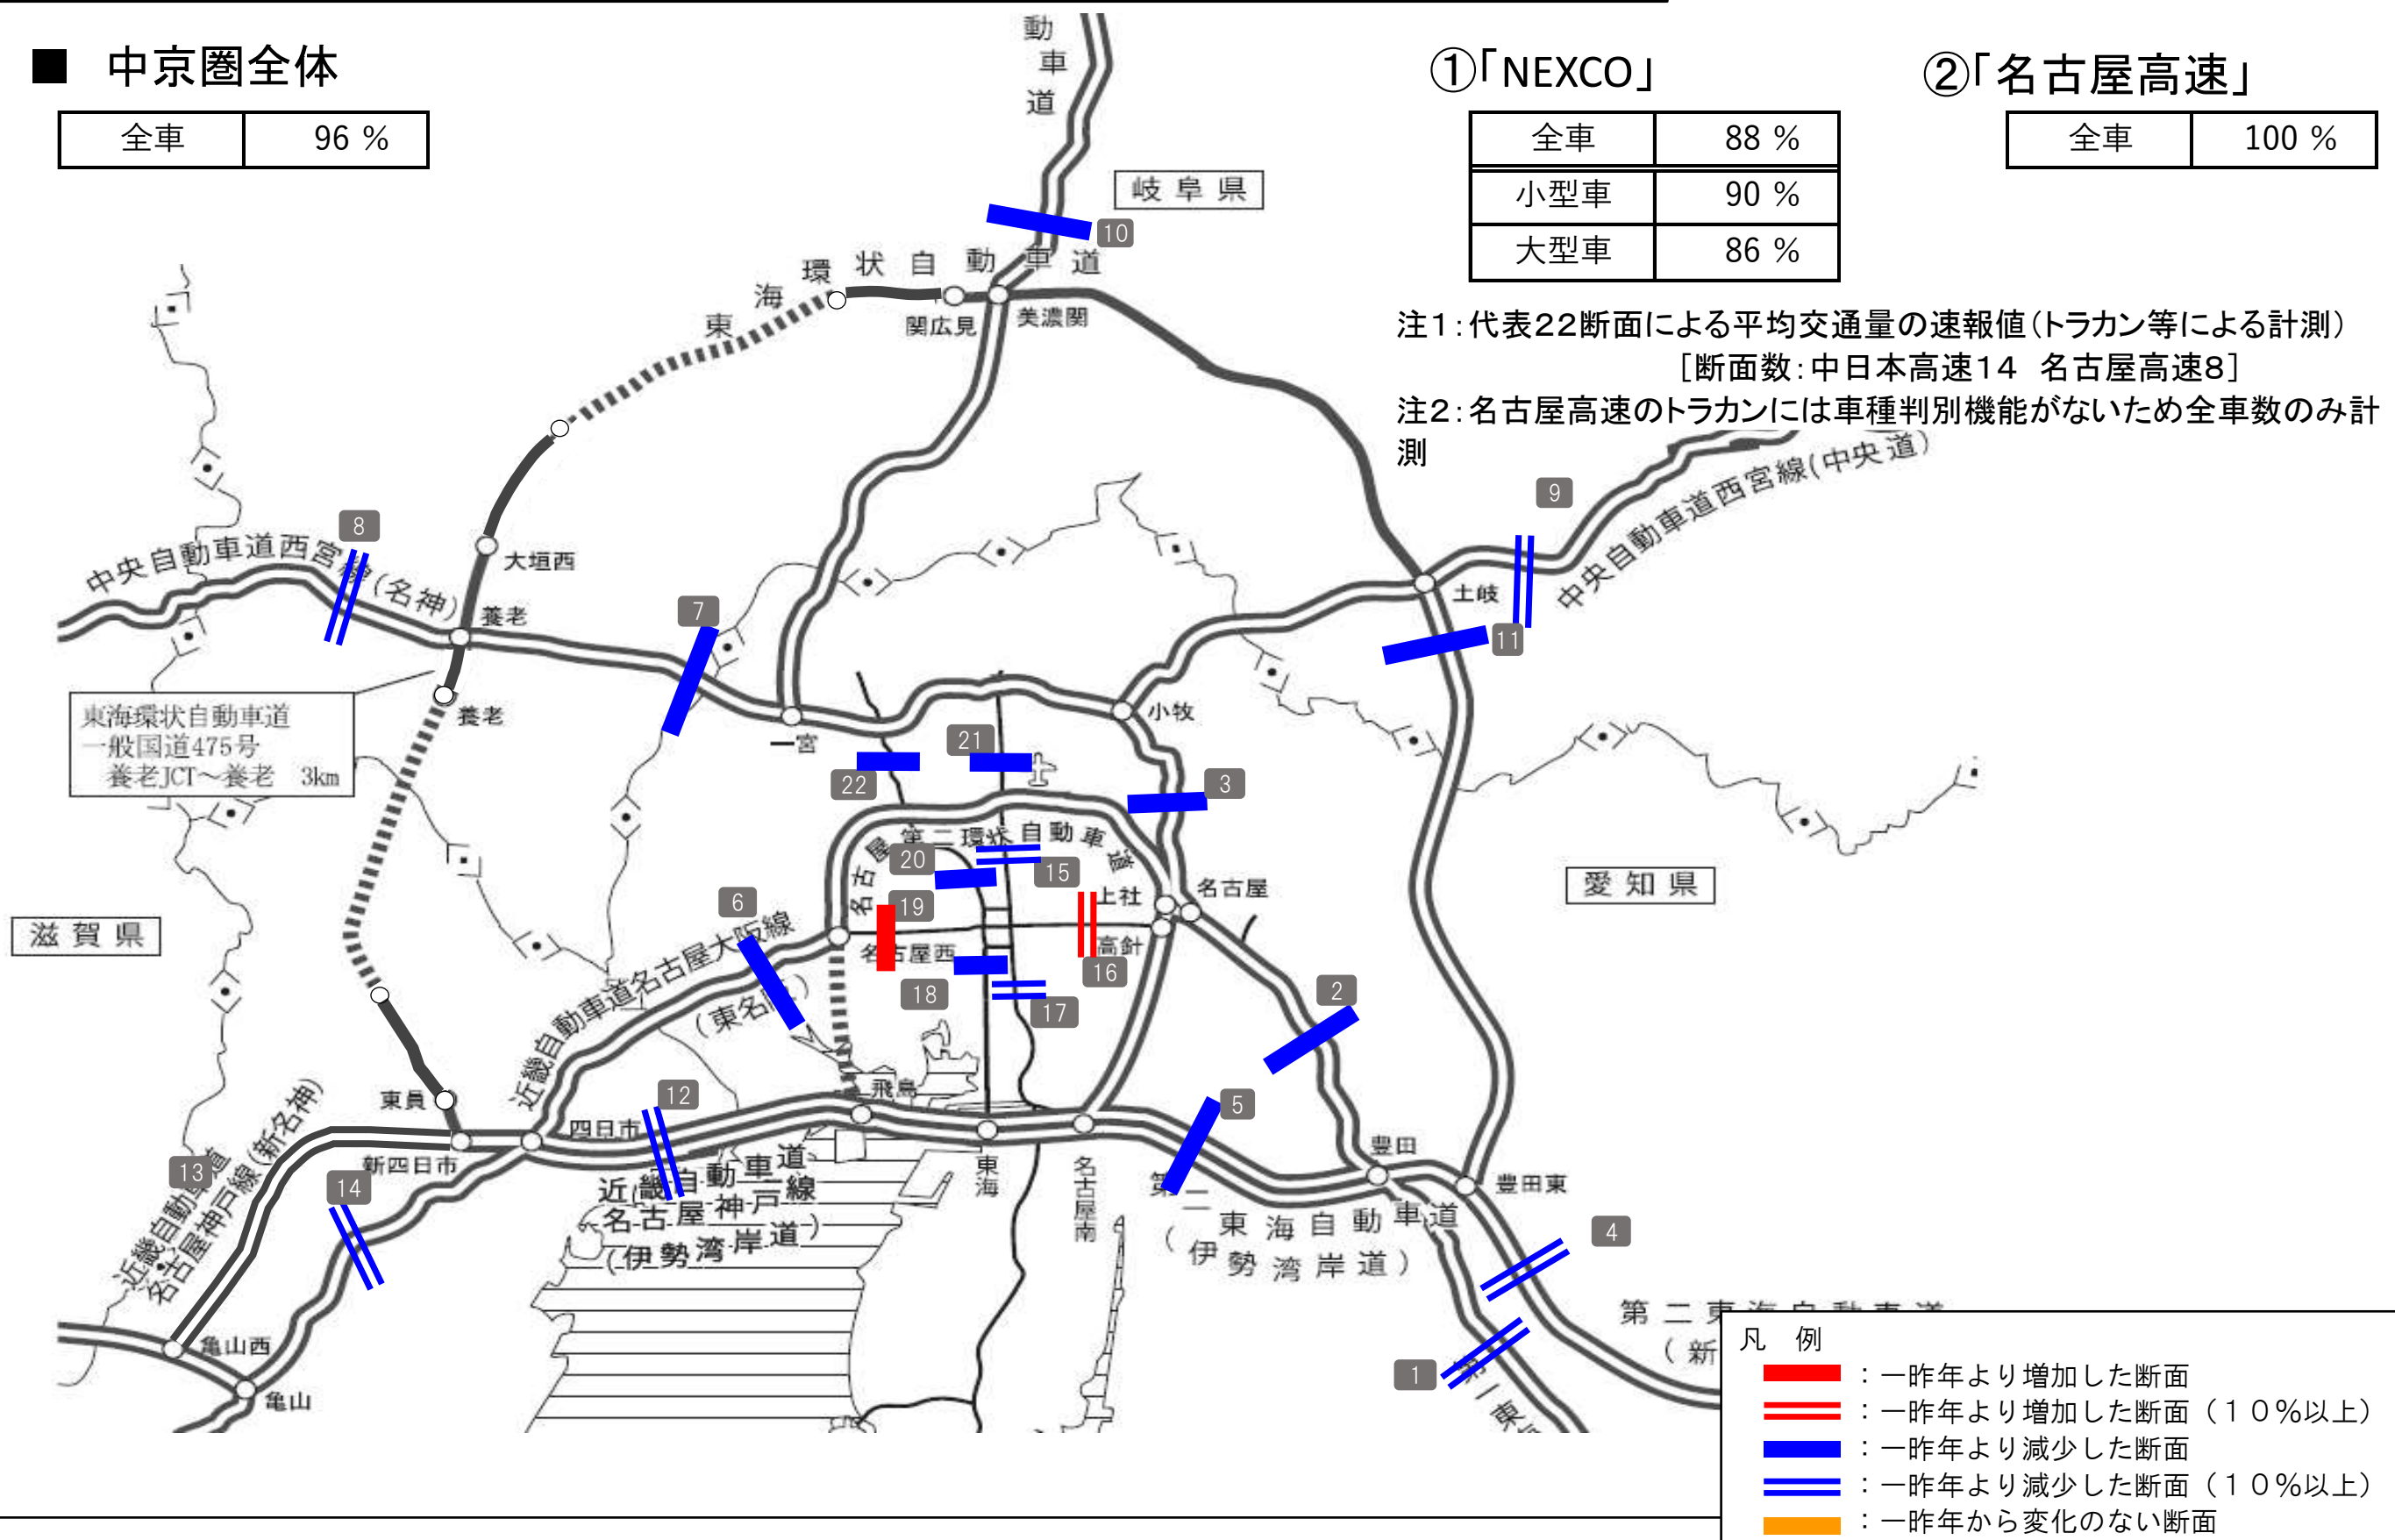 ■ 中京圏全体
全車 96 %
①「NEXCO」
全車 88 %
小型車 90 %
大型車 86 %
②「名古屋高速」
全車 100 %
注1:代表22断面による平均交通量の速報値(トラカン等による計測)
[断面数:中日本高速14 名古屋高速8]
注2:名古屋高速のトラカンには車種判別機能がないため全車数のみ計
測
動車道
岐阜県
10
東海環状自動車道
関広見
美濃関
9
中央自動車道西宮線(中央道)
8
中央自動車道西宮線(名神)
大垣西
養老
7
土岐
11
東海環状自動車道
一般国道475号
養老JCT～養老 3km
養老
一宮
小牧
21
22
3
名古屋第二環状自動車道
20
15
上社
名古屋
愛知県
19
6
名古屋西
高針
16
滋賀県
近畿自動車道名古屋大阪線
(東名阪)
18
17
2
飛島
東員
12
5
四日市
新四日市
13
14
近畿自動車道
名古屋神戸線(新名神)
近畿自動車道
名古屋神戸線
(伊勢湾岸道)
東海
名古屋南
豊田
豊田東
第二東海自動車道
(伊勢湾岸道)
4
亀山西
亀山
1
第一東
第二東海自動車道
(新
凡 例
:一昨年より増加した断面
:一昨年より増加した断面(10%以上)
:一昨年より減少した断面
:一昨年より減少した断面(10%以上)
:一昨年から変化のない断面